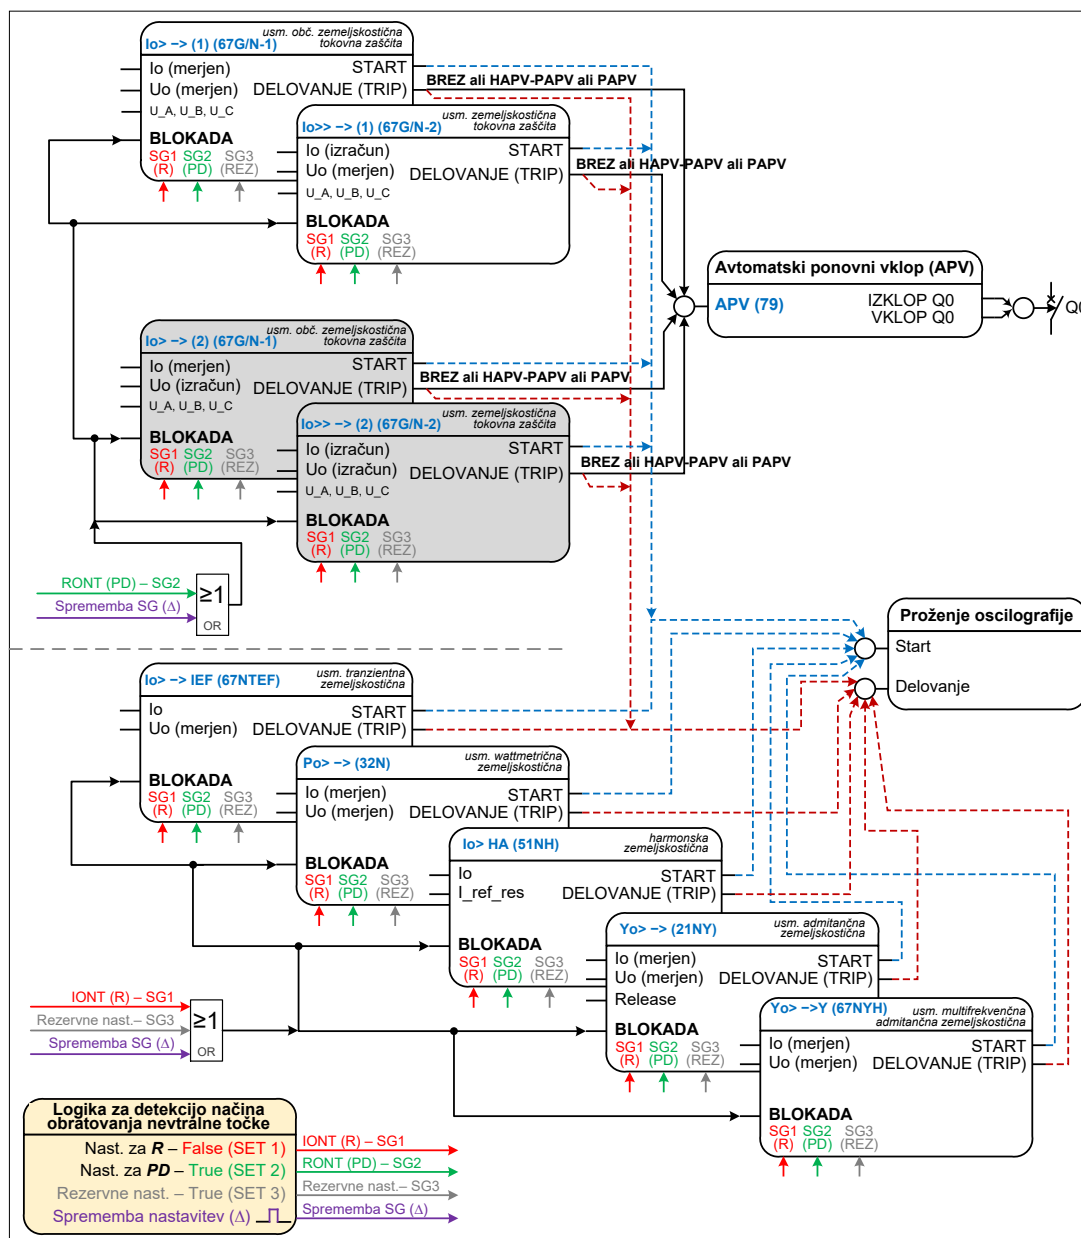 Io> −> (1) (67G/N-1)
usm. obč. zemeljskostična
tokovna zaščita
Io (merjen)
START
Uo (merjen)
DELOVANJE (TRIP)
U_A, U_B, U_C
BLOKADA
SG1 SG2 SG3
(R) (PD) (REZ)
BREZ ali HAPV-PAPV ali PAPV
usm. zemeljskostična
tokovna zaščita
Io>> −> (1) (67G/N-2)
Io (izračun)
START
Uo (merjen)
DELOVANJE (TRIP)
U_A, U_B, U_C
BLOKADA
SG1 SG2 SG3
(R) (PD) (REZ)
BREZ ali HAPV-PAPV ali PAPV
Avtomatski ponovni vklop (APV)
APV (79)
IZKLOP Q0
VKLOP Q0
Q0
Io> −> (2) (67G/N-1)
usm. obč. zemeljskostična
tokovna zaščita
Io (merjen)
START
Uo (izračun)
DELOVANJE (TRIP)
U_A, U_B, U_C
BLOKADA
SG1 SG2 SG3
(R) (PD) (REZ)
BREZ ali HAPV-PAPV ali PAPV
usm. zemeljskostična
tokovna zaščita
Io>> −> (2) (67G/N-2)
Io (izračun)
START
Uo (izračun)
DELOVANJE (TRIP)
U_A, U_B, U_C
BLOKADA
SG1 SG2 SG3
(R) (PD) (REZ)
BREZ ali HAPV-PAPV ali PAPV
RONT (PD) – SG2
Sprememba SG (Δ)
≥1
OR
Proženje oscilografije
Start
Delovanje
Io> −> IEF (67NTEF)
usm. tranzientna
zemeljskostična
Io
START
Uo (merjen)
DELOVANJE (TRIP)
BLOKADA
SG1 SG2 SG3
(R) (PD) (REZ)
Po> −> (32N)
usm. wattmetrična
zemeljskostična
Io (merjen)
START
Uo (merjen)
DELOVANJE (TRIP)
BLOKADA
SG1 SG2 SG3
(R) (PD) (REZ)
Io> HA (51NH)
harmonska
zemeljskostična
Io
START
I_ref_res
DELOVANJE (TRIP)
BLOKADA
SG1 SG2 SG3
(R) (PD) (REZ)
Yo> −> (21NY)
usm. admitančna
zemeljskostična
Io (merjen)
START
Uo (merjen)
DELOVANJE (TRIP)
Release
BLOKADA
SG1 SG2 SG3
(R) (PD) (REZ)
Yo> −>Y (67NYH)
usm. multifrekvenčna
admitančna zemeljskostična
Io (merjen)
START
Uo (merjen)
DELOVANJE (TRIP)
BLOKADA
SG1 SG2 SG3
(R) (PD) (REZ)
IONT (R) – SG1
Rezervne nast.– SG3
Sprememba SG (Δ)
≥1
OR
Logika za detekcijo načina
obratovanja nevtralne točke
Nast. za R – False (SET 1)
Nast. za PD – True (SET 2)
Rezervne nast. – True (SET 3)
Sprememba nastavitev (Δ)
IONT (R) – SG1
RONT (PD) – SG2
Rezervne nast.– SG3
Sprememba SG (Δ)